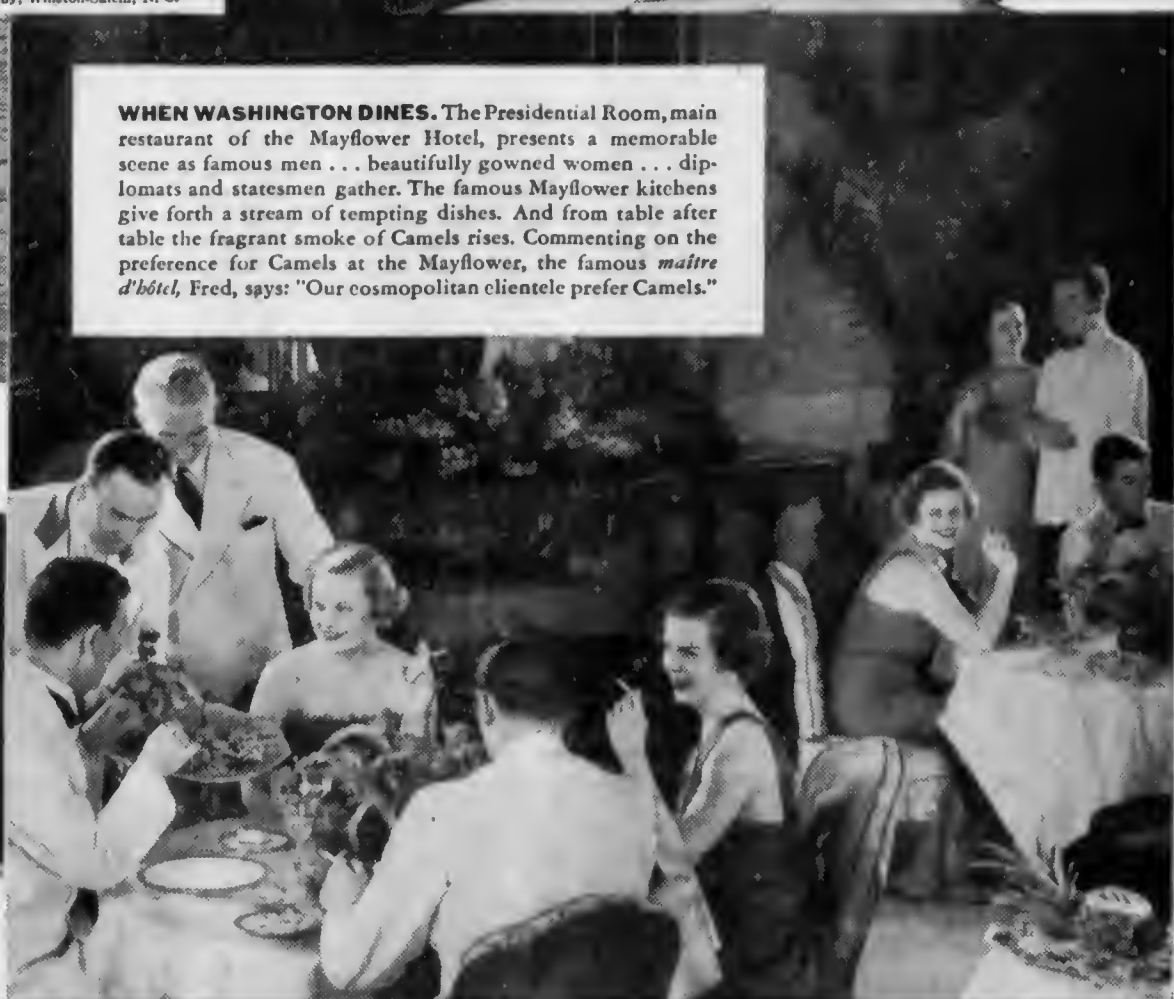 Winston-Salem, N. C.
WHEN WASHINGTON DINES. The Presidential Room, main
restaurant of the Mayflower Hotel, presents a memorable
scene as famous men . . . beautifully gowned women . . . dip-
lomats and statesmen gather. The famous Mayflower kitchens
give forth a stream of tempting dishes. And from table after
table the fragrant smoke of Camels rises. Commenting on the
preference for Camels at the Mayflower, the famous maître
d'hôtel, Fred, says: "Our cosmopolitan clientele prefer Camels."